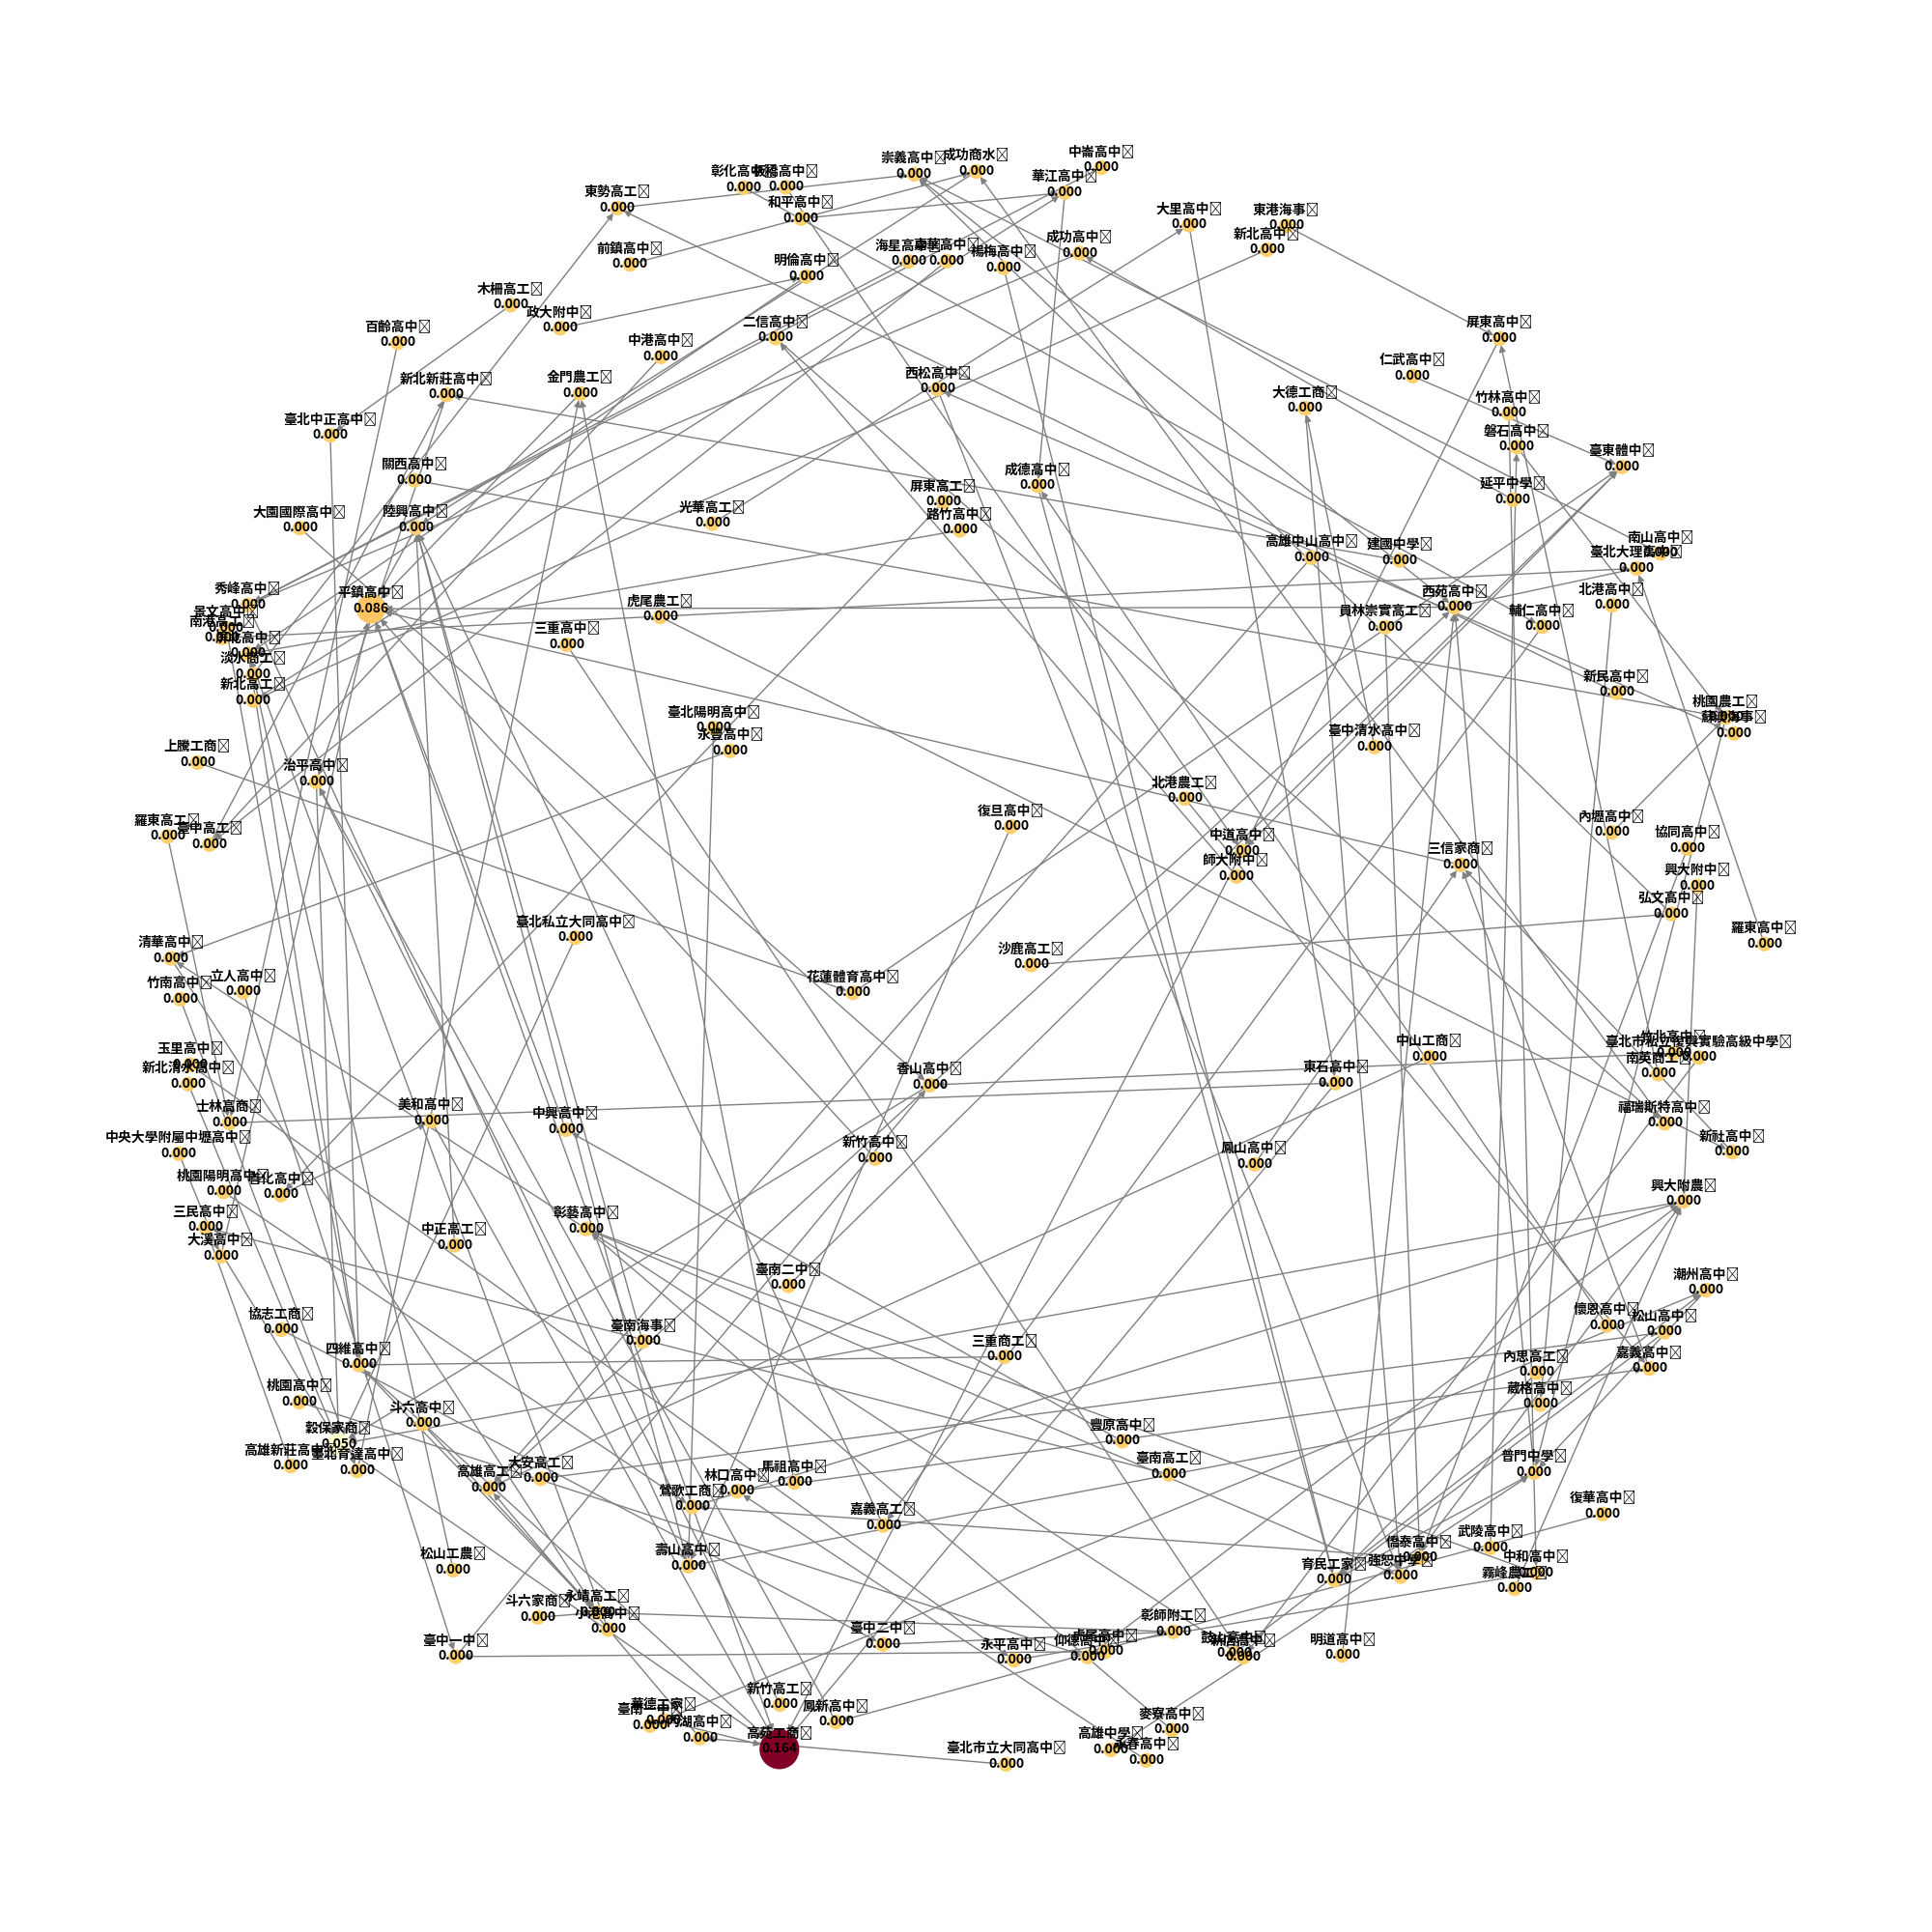 中崙高中
0.000
崇義高中
0.000
成功商水
0.000
彰化高中
0.000
板橋高中
0.000
華江高中
0.000
東勢高工
0.000
和平高中
0.000
大里高中
0.000
東港海事
0.000
新北高中
0.000
前鎮高中
0.000
明倫高中
0.000
海星高中
0.000
0.000
楊梅高中
0.000
成功高中
0.000
木柵高工
0.000
政大附中
0.000
百齡高中
0.000
二信高中
0.000
中港高中
0.000
屏東高中
0.000
仁武高中
0.000
新北新莊高中
0.000
金門農工
0.000
西松高中
0.000
大德工商
0.000
竹林高中
0.000
臺北中正高中
0.000
磐石高中
0.000
臺東體中
0.000
關西高中
0.000
成德高中
0.000
延平中學
0.000
屏東高工
0.000
大園國際高中
0.000
陸興高中
0.000
光華高工
0.000
路竹高中
0.000
高雄中山高中
0.000
建國中學
0.000
南山高中
0.000
臺北大理高中
0.000
秀峰高中
0.000
平鎮高中
0.086
虎尾農工
0.000
西苑高中
0.000
北港高中
0.000
員林崇實高工
0.000
輔仁高中
0.000
景文高中
0.000
南港高工
0.000
三重高中
0.000
淡水商工
0.000
新北高工
0.000
新民高中
0.000
桃園農工
0.000
蘇澳海事
0.000
臺北陽明高中
0.000
永豐高中
0.000
臺中清水高中
0.000
上騰工商
0.000
治平高中
0.000
北港農工
0.000
復旦高中
0.000
內壢高中
0.000
羅東高工
0.000
臺中高工
0.000
中道高中
0.000
師大附中
0.000
三信家商
0.000
協同高中
0.000
興大附中
0.000
弘文高中
0.000
臺北私立大同高中
0.000
羅東高中
0.000
清華高中
0.000
沙鹿高工
0.000
竹南高中
0.000
立人高中
0.000
花蓮體育高中
0.000
玉里高中
0.000
新北清水高中
0.000
竹北高中
0.000
臺北市私立復興實驗高級中學
0.000
南英商工
0.000
中山工商
0.000
東石高中
0.000
香山高中
0.000
士林高商
0.000
美和高中
0.000
中興高中
0.000
福瑞斯特高中
0.000
中央大學附屬中壢高中
0.000
新竹高中
0.000
鳳山高中
0.000
新社高中
0.000
桃園陽明高中
0.000
0.000
興大附農
0.000
三民高中
0.000
彰藝高中
0.000
大溪高中
0.000
中正高工
0.000
臺南二中
0.000
潮州高中
0.000
協志工商
0.000
臺南海事
0.000
懷恩高中
0.000
松山高中
0.000
四維高中
0.000
三重商工
0.000
嘉義高中
0.000
內思高工
0.000
桃園高中
0.000
葳格高中
0.000
斗六高中
0.000
穀保家商
0.050
豐原高中
0.000
高雄新莊高中
0.000
臺北育達高中
0.000
高雄高工
0.000
大安高工
0.000
林口高中
0.000
馬祖高中
0.000
臺南高工
0.000
普門中學
0.000
鶯歌工商
0.000
嘉義高工
0.000
復華高中
0.000
武陵高中
0.000
壽山高中
0.000
松山工農
0.000
育民工家
0.000
強恕中學
0.000
僑泰高中
0.000
中和高中
0.000
霧峰農工
0.000
斗六家商
0.000
永靖高工
0.000
小港高中
0.000
臺中一中
0.000
臺中二中
0.000
永平高中
0.000
仰德高中
0.000
虎尾高中
0.000
彰師附工
0.000
鼓山高中
0.000
0.000
明道高中
0.000
新竹高工
0.000
鳳新高中
0.000
華德工家
0.000
0.000
內湖高中
0.000
高苑工商
0.164
臺北市立大同高中
0.000
麥寮高中
0.000
高雄中學
0.000
永春高中
0.000